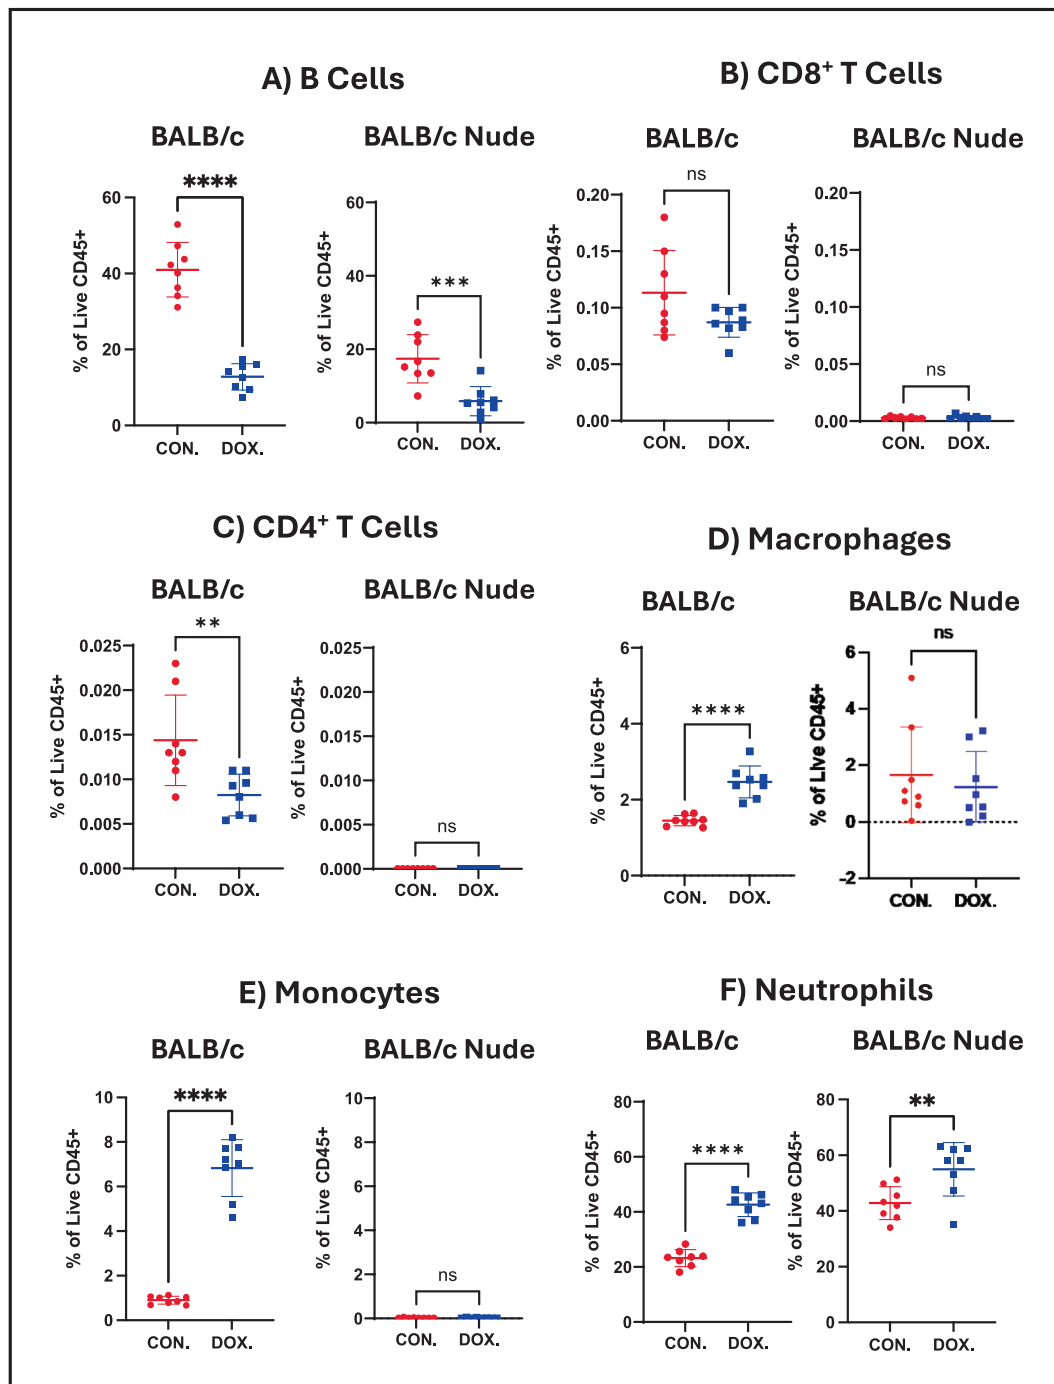 A) B Cells
BALB/c
BALB/c Nude
% of Live CD45+
60
40
20
0
****
CON.
DOX.
% of Live CD45+
60
40
20
0
***
CON.
DOX.
B) CD8⁺ T Cells
BALB/c
BALB/c Nude
% of Live CD45+
0.20
0.15
0.10
0.05
0.00
ns
CON.
DOX.
% of Live CD45+
0.20
0.15
0.10
0.05
0.00
ns
CON.
DOX.
C) CD4⁺ T Cells
BALB/c
BALB/c Nude
% of Live CD45+
0.025
0.020
0.015
0.010
0.005
0.000
**
CON.
DOX.
% of Live CD45+
0.025
0.020
0.015
0.010
0.005
0.000
ns
CON.
DOX.
D) Macrophages
BALB/c
BALB/c Nude
% of Live CD45+
6
4
2
0
****
CON.
DOX.
% of Live CD45+
6
4
2
0
-2
ns
CON.
DOX.
E) Monocytes
BALB/c
BALB/c Nude
% of Live CD45+
10
8
6
4
2
0
****
CON.
DOX.
% of Live CD45+
10
8
6
4
2
0
ns
CON.
DOX.
F) Neutrophils
BALB/c
BALB/c Nude
% of Live CD45+
80
60
40
20
0
****
CON.
DOX.
% of Live CD45+
80
60
40
20
0
**
CON.
DOX.